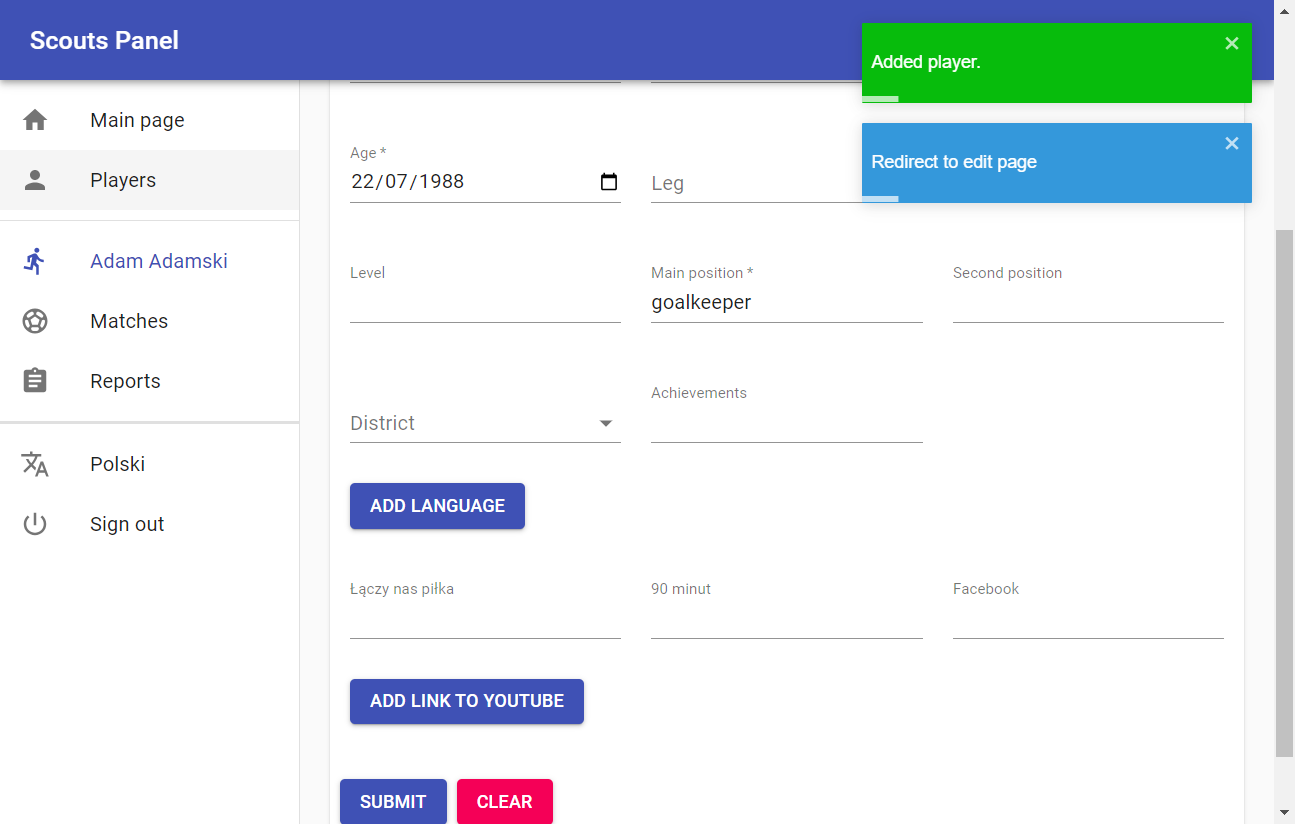 Scouts Panel
Added player.
Redirect to edit page
Main page
Players
Adam Adamski
Matches
Reports
Polski
Sign out
Age *
22/07/1988
Leg
Level
Main position *
goalkeeper
Second position
District
Achievements
ADD LANGUAGE
Łączy nas piłka
90 minut
Facebook
ADD LINK TO YOUTUBE
SUBMIT
CLEAR